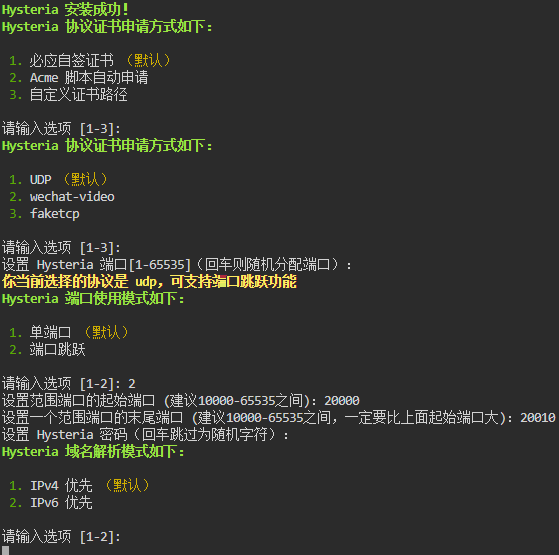 Hysteria 安装成功!
Hysteria 协议证书申请方式如下:
1. 必应自签证书 (默认)
2. Acme 脚本自动申请
3. 自定义证书路径
请输入选项 [1-3]:
Hysteria 协议证书申请方式如下:
1. UDP (默认)
2. wechat-video
3. faketcp
请输入选项 [1-3]:
设置 Hysteria 端口[1-65535](回车则随机分配端口):
你当前选择的协议是 udp,可支持端口跳跃功能
Hysteria 端口使用模式如下:
1. 单端口 (默认)
2. 端口跳跃
请输入选项 [1-2]: 2
设置范围端口的起始端口 (建议10000-65535之间): 20000
设置一个范围端口的末尾端口 (建议10000-65535之间,一定要比上面起始端口大): 20010
设置 Hysteria 密码(回车跳过为随机字符):
Hysteria 域名解析模式如下:
1. IPv4 优先 (默认)
2. IPv6 优先
请输入选项 [1-2]: